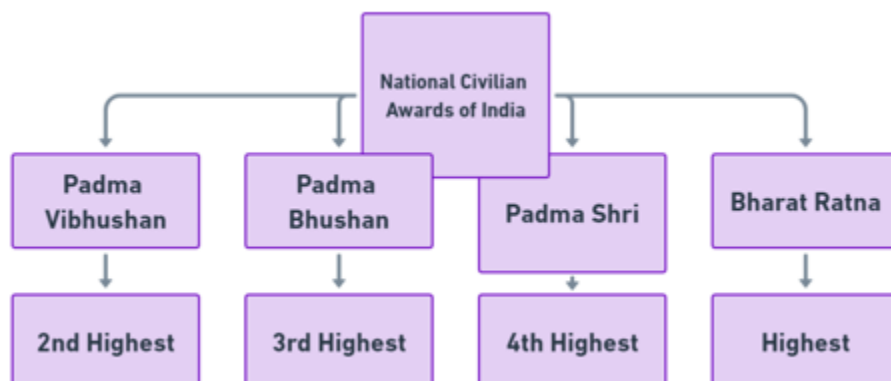 National Civilian
Awards of India
Padma
Vibhushan
Padma
Bhushan
Padma Shri
Bharat Ratna
2nd Highest
3rd Highest
4th Highest
Highest